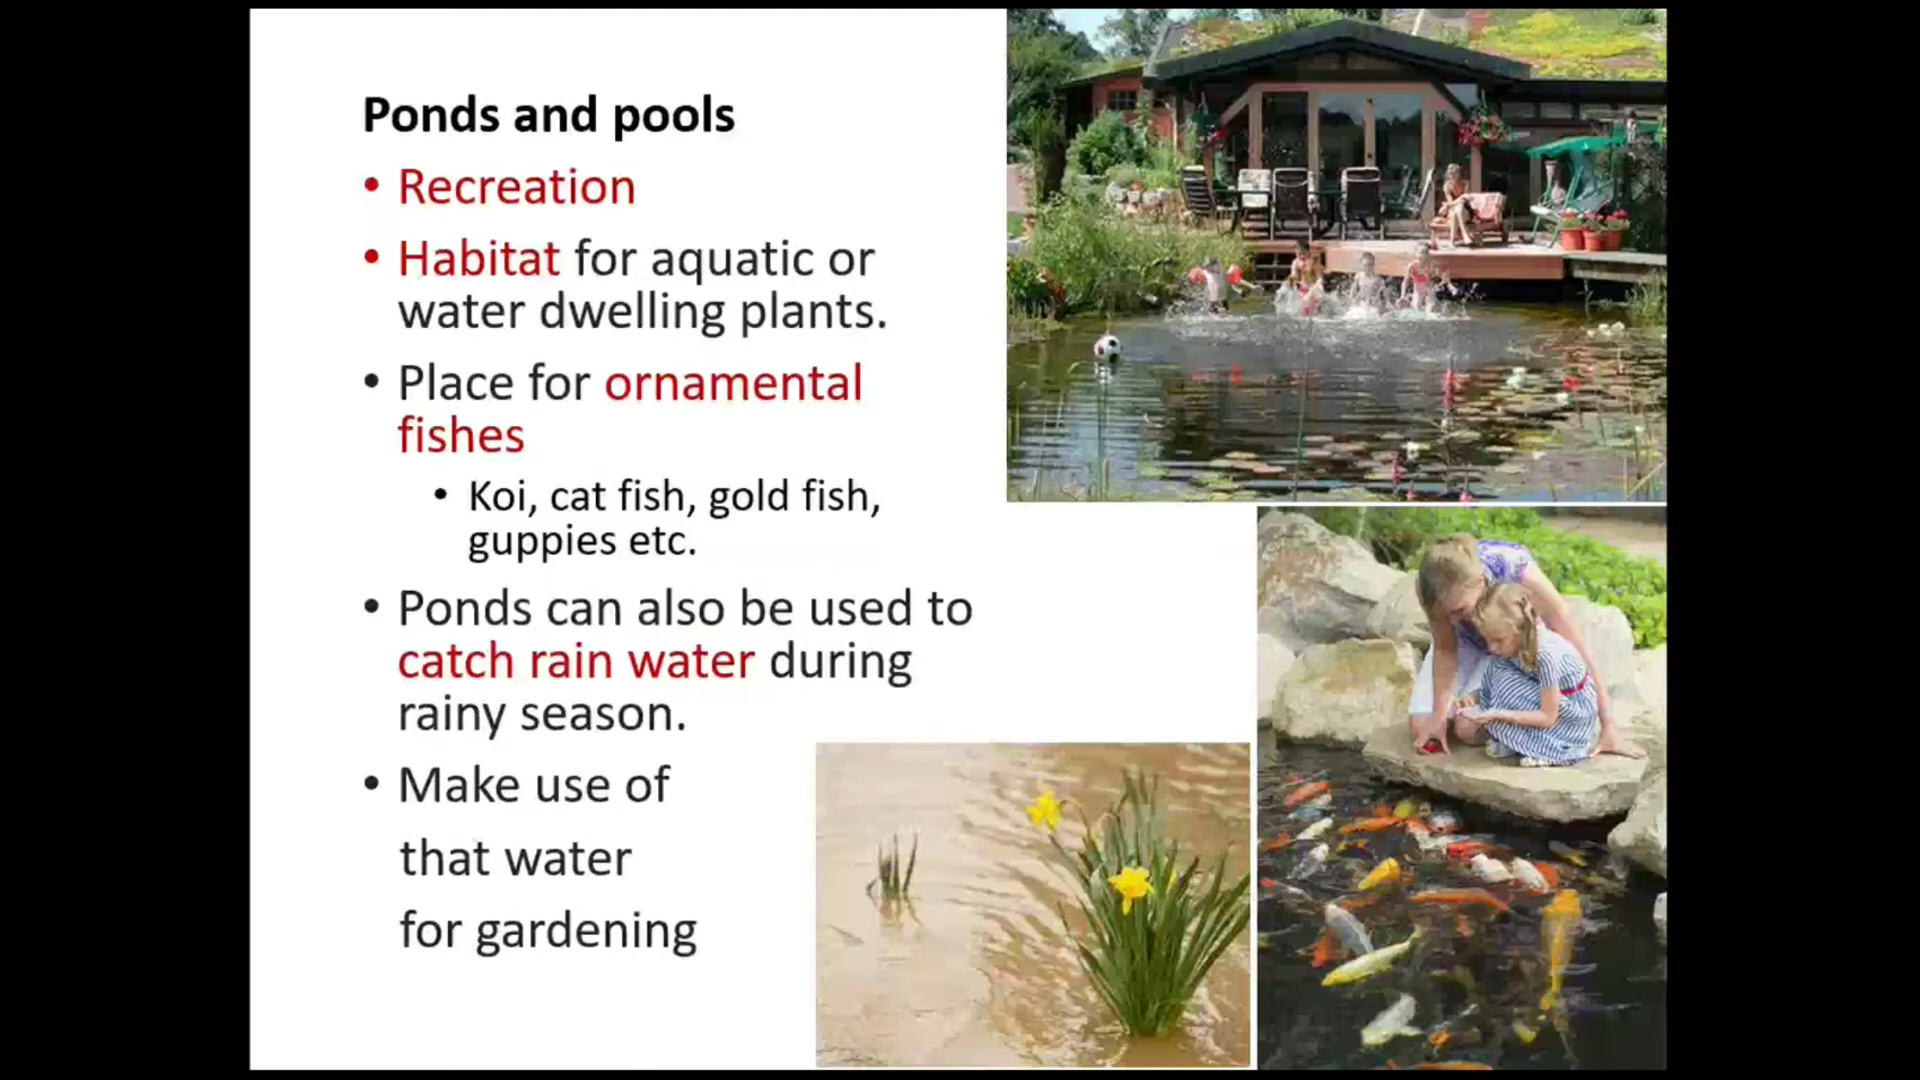 Ponds and pools
• Recreation
• Habitat for aquatic or
water dwelling plants.
• Place for ornamental
fishes
• Koi, cat fish, gold fish,
guppies etc.
• Ponds can also be used to
catch rain water during
rainy season.
• Make use of
that water
for gardening